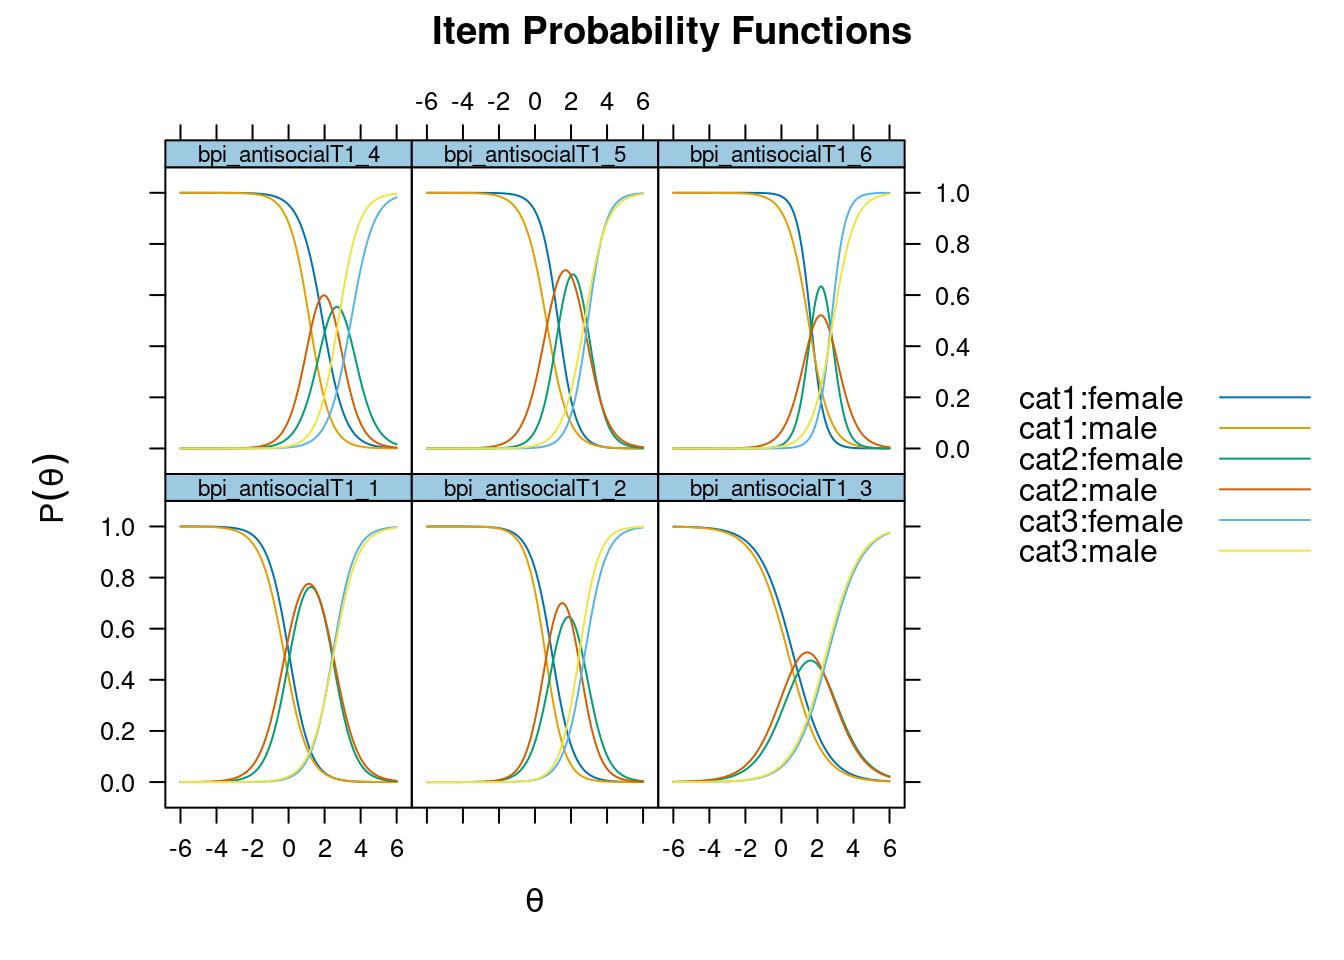 Item Probability Functions
-6 -4 -2 0 2 4 6
bpi_antisocialT1_4 bpi_antisocialT1_5 bpi_antisocialT1_6
1.0
0.8
0.6
0.4
0.2
0.0
bpi_antisocialT1_1 bpi_antisocialT1_2 bpi_antisocialT1_3
1.0
0.8
0.6
0.4
0.2
0.0
-6 -4 -2 0 2 4 6 -6 -4 -2 0 2 4 6
P(θ)
θ
cat1:female
cat1:male
cat2:female
cat2:male
cat3:female
cat3:male